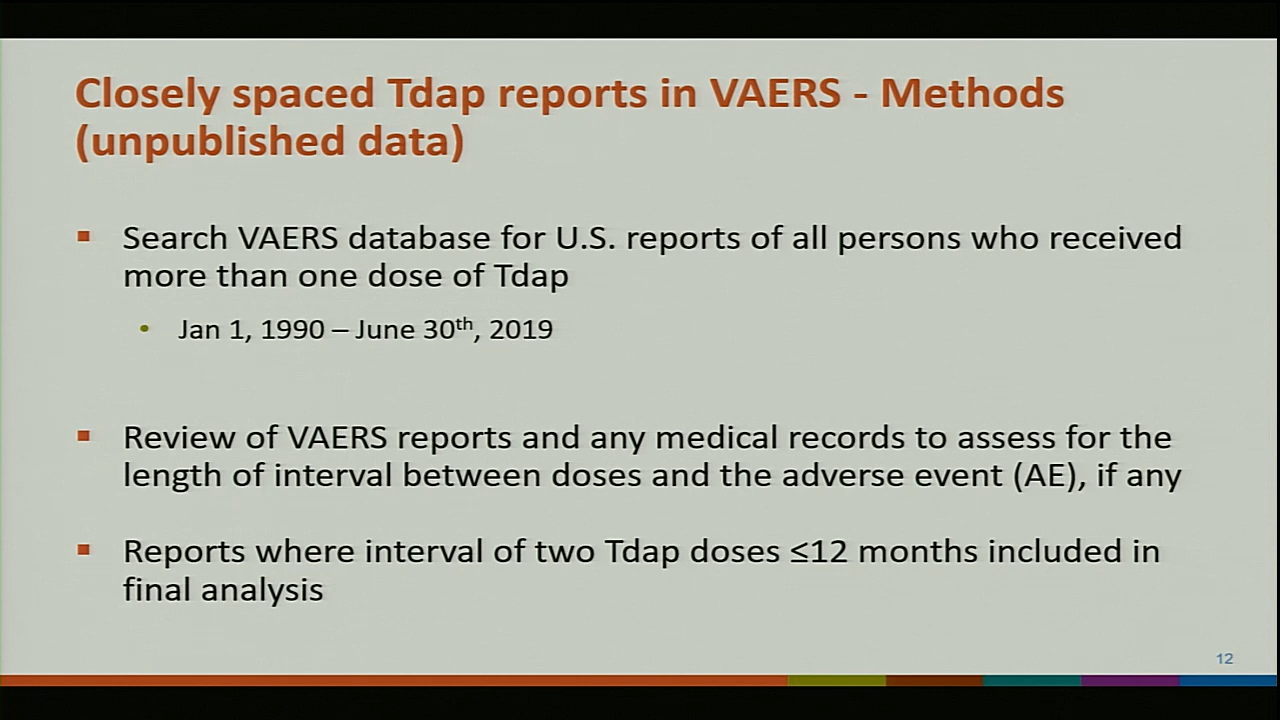 Closely spaced Tdap reports in VAERS - Methods
(unpublished data)
▪ Search VAERS database for U.S. reports of all persons who received
more than one dose of Tdap
• Jan 1, 1990 – June 30th, 2019
▪ Review of VAERS reports and any medical records to assess for the
length of interval between doses and the adverse event (AE), if any
▪ Reports where interval of two Tdap doses ≤12 months included in
final analysis
12